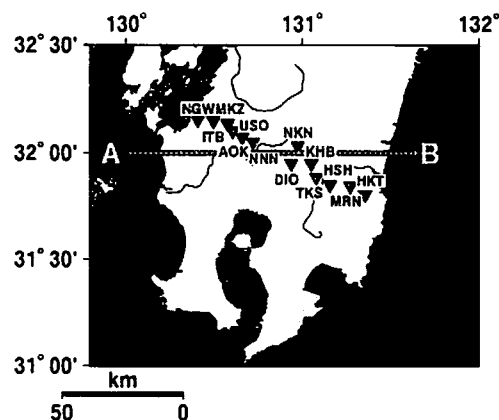 130° 131° 132°
32° 30'
NGW MKZ
ITB USO NKN
32° 00' A AOK NNN KHB B
DIO HSH HKT
TKS MRN
31° 30'
31° 00'
km
50 0